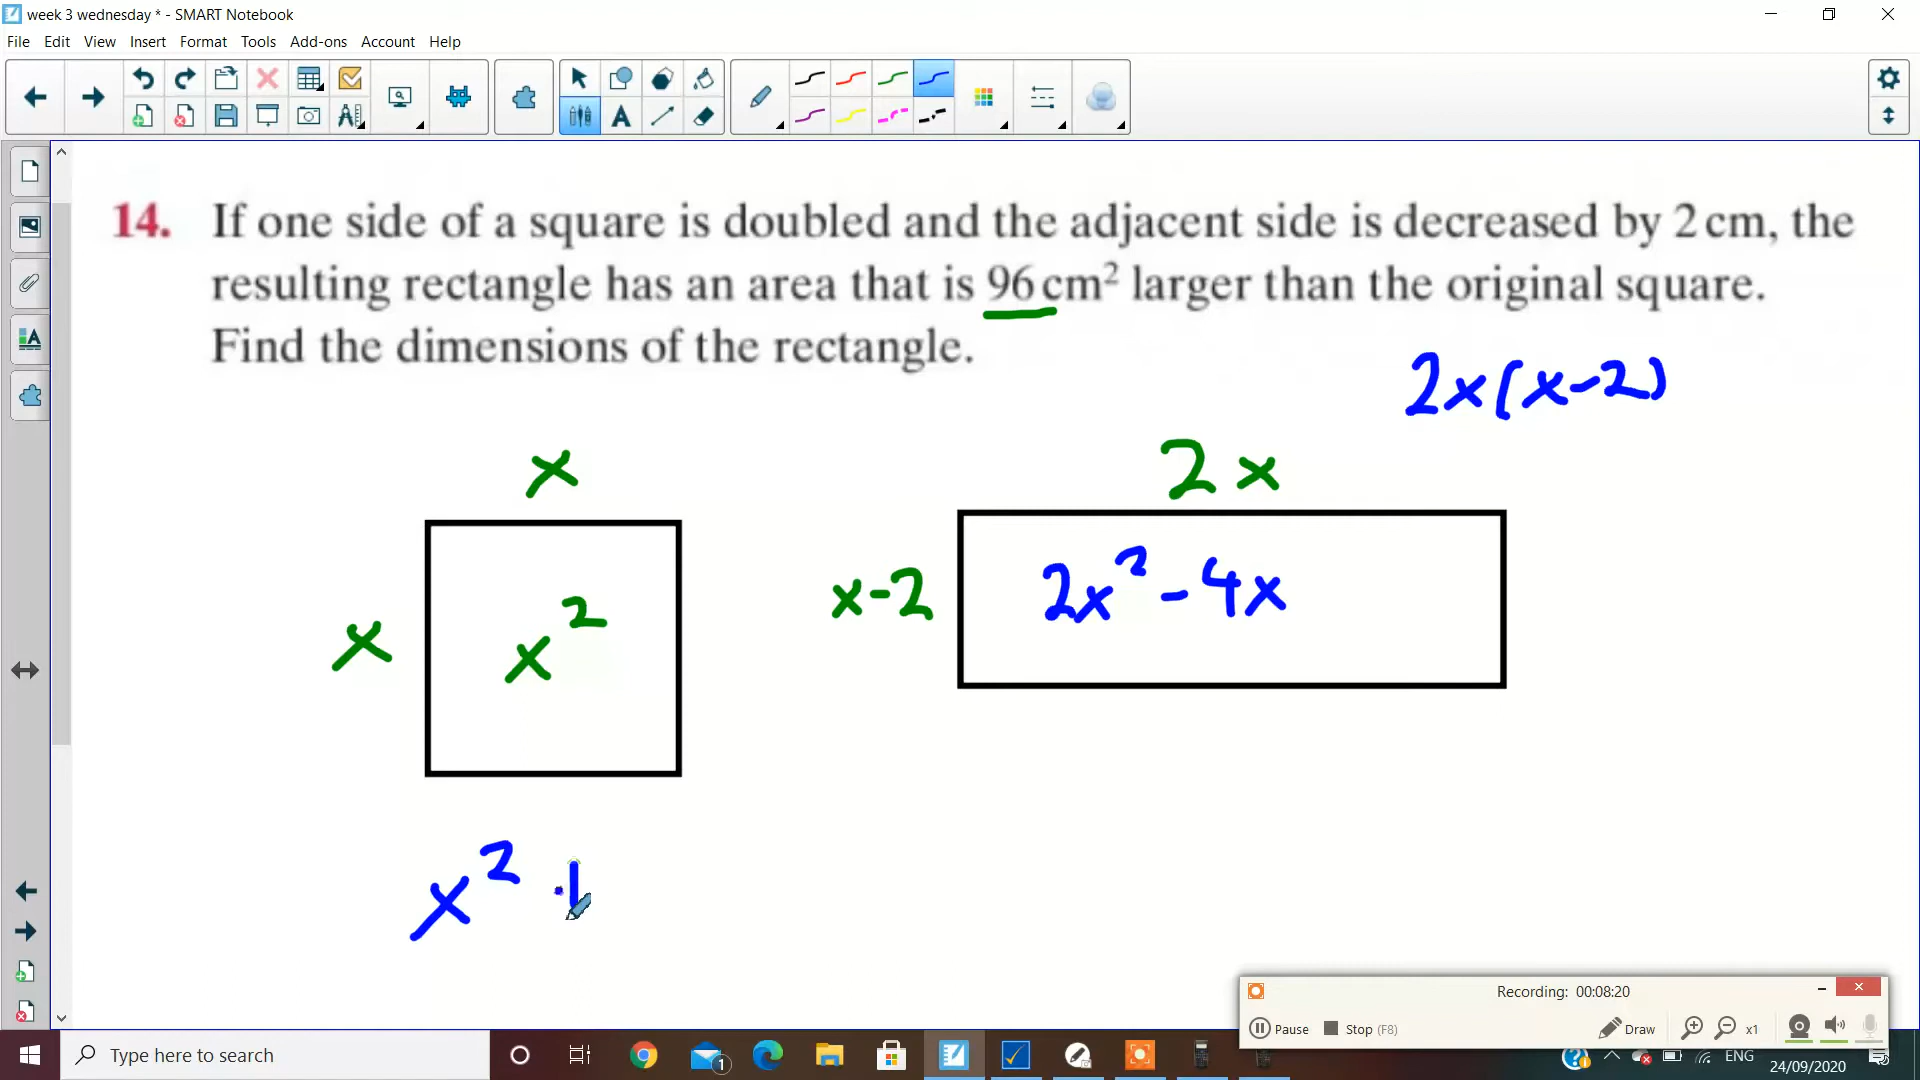 week 3 wednesday * - SMART Notebook
File Edit View Insert Format Tools Add-ons Account Help
14. If one side of a square is doubled and the adjacent side is decreased by 2 cm, the
resulting rectangle has an area that is 96 cm² larger than the original square.
Find the dimensions of the rectangle.
2x(x-2)
x
2x
x
x²
x-2
2x² - 4x
x² +
Recording: 00:08:20
Pause Stop (F8) Draw x1
Type here to search
1
ENG
24/09/2020